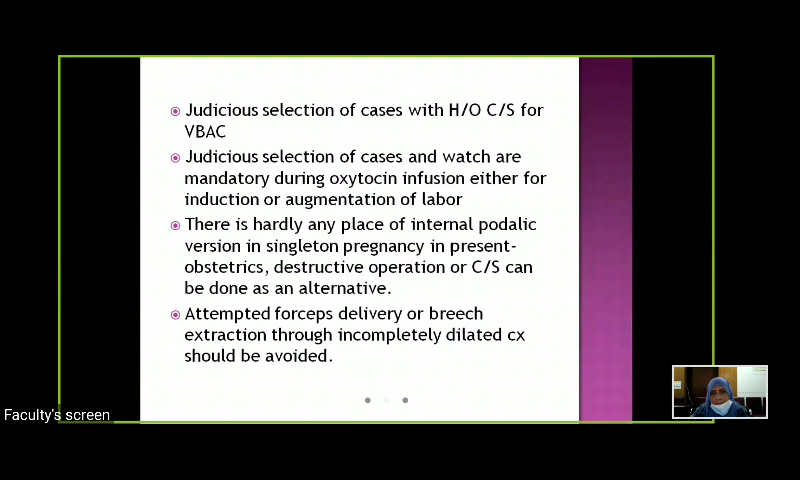 Judicious selection of cases with H/O C/S for
VBAC
Judicious selection of cases and watch are
mandatory during oxytocin infusion either for
induction or augmentation of labor
There is hardly any place of internal podalic
version in singleton pregnancy in present-
obstetrics, destructive operation or C/S can
be done as an alternative.
Attempted forceps delivery or breech
extraction through incompletely dilated cx
should be avoided.
Faculty's screen